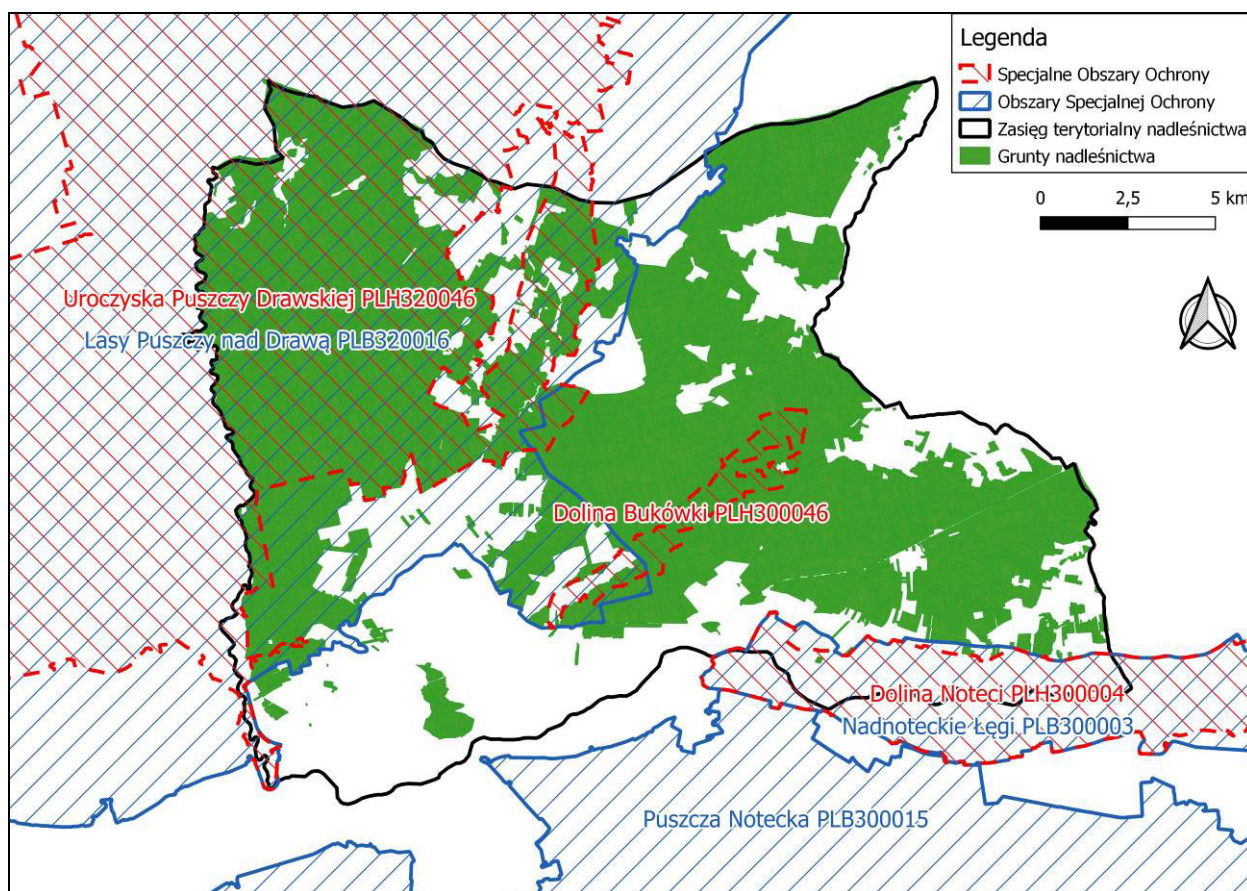 Legenda
Specjalne Obszary Ochrony
Obszary Specjalnej Ochrony
Zasięg terytorialny nadleśnictwa
Grunty nadleśnictwa
0 2,5 5 km
Uroczyska Puszczy Drawskiej PLH320046
Lasy Puszczy nad Drawą PLB320016
Dolina Bukówki PLH300046
Dolina Noteci PLH300004
Nadnoteckie Łęgi PLB300003
Puszcza Notecka PLB300015